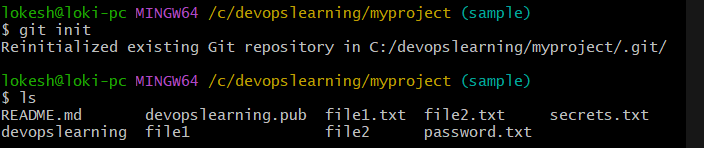 lokesh@loki-pc MINGW64 /c/devopslearning/myproject (sample)
$ git init
Reinitialized existing Git repository in C:/devopslearning/myproject/.git/
lokesh@loki-pc MINGW64 /c/devopslearning/myproject (sample)
$ ls
README.md devopslearning.pub file1.txt file2.txt secrets.txt
devopslearning file1 file2 password.txt